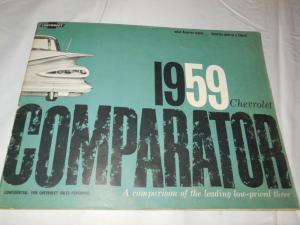 CHEVROLET
1959
Chevrolet
COMPARATOR
CONFIDENTIAL: FOR CHEVROLET SALES PERSONNEL
A comparison of the leading low-priced three